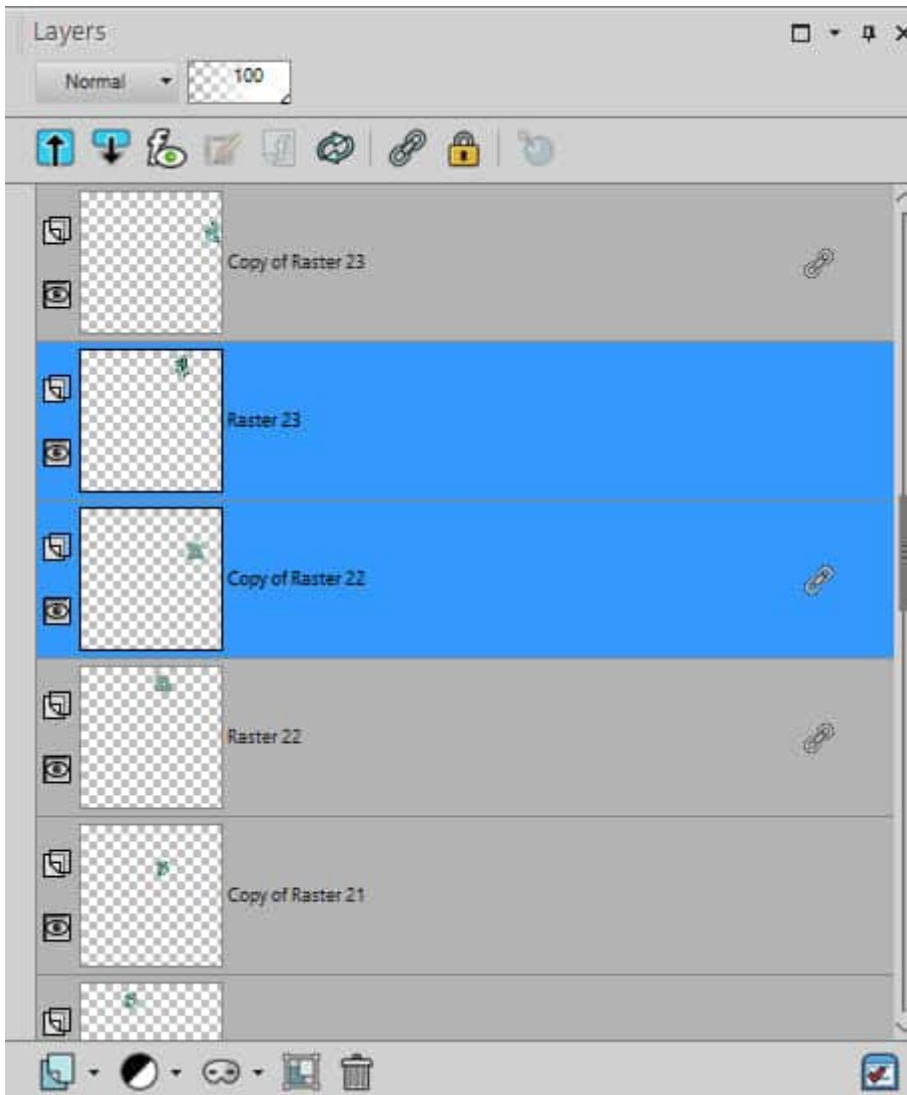 Layers
Normal 100
Copy of Raster 23
Raster 23
Copy of Raster 22
Raster 22
Copy of Raster 21